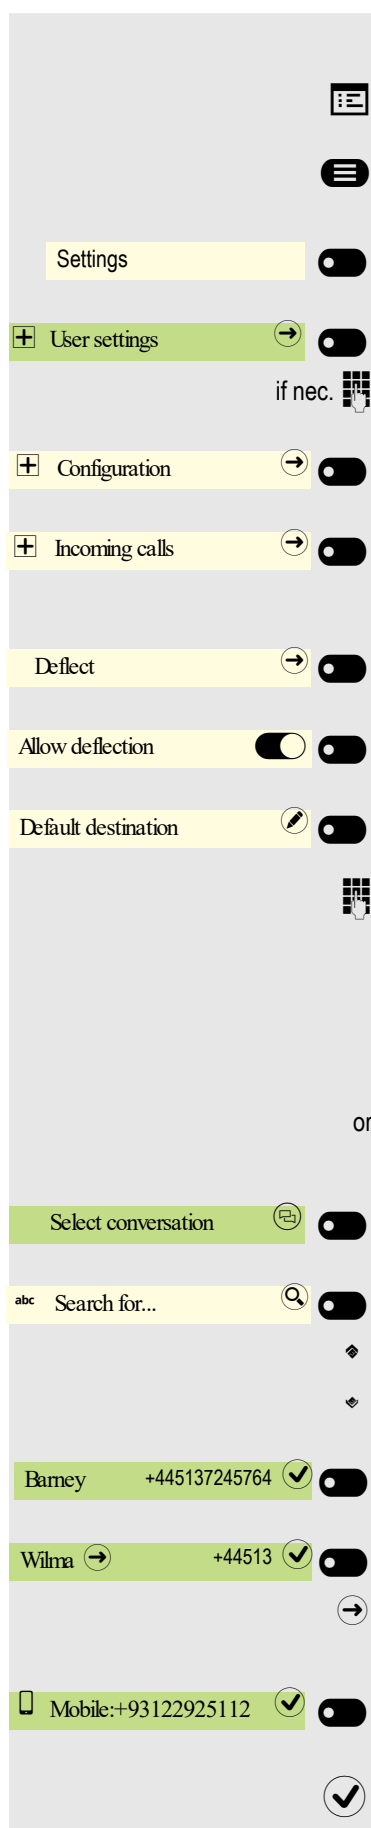 Settings
User settings
if nec.
Configuration
Incoming calls
Deflect
Allow deflection
Default destination
or
Select conversation
abc Search for...
Barney +445137245764
Wilma +44513
Mobile:+93122925112